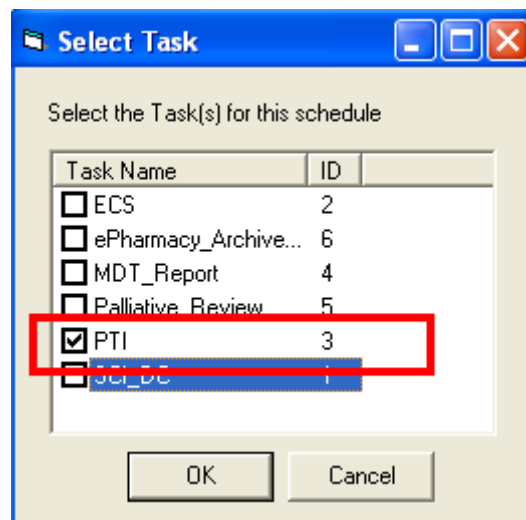 Select Task
Select the Task(s) for this schedule
Task Name ID
ECS 2
ePharmacy_Archive... 6
MDT_Report 4
Palliative_Review 5
PTI 3
SCI_DC 1
OK Cancel